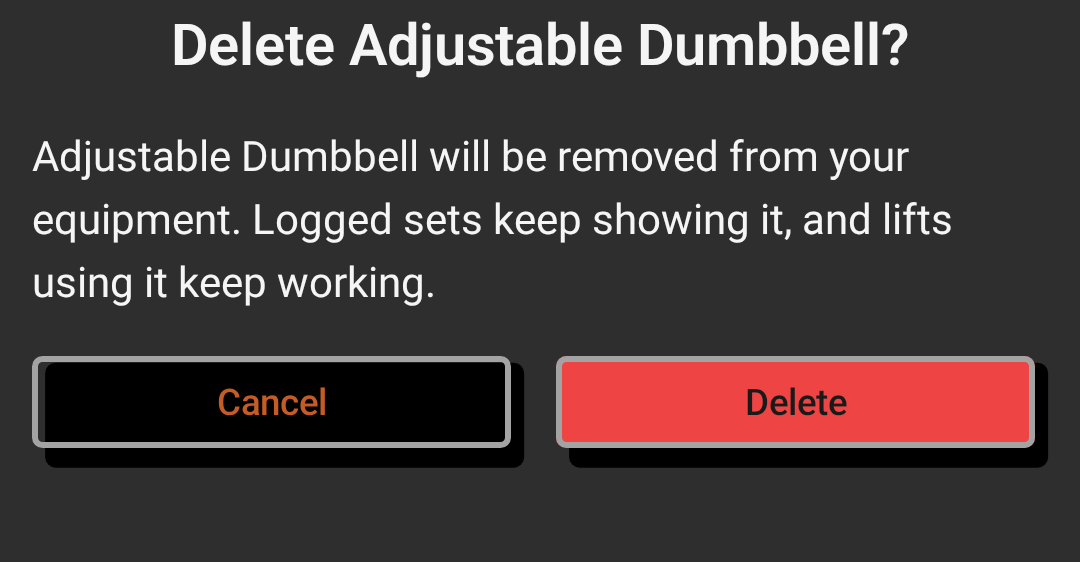 Delete Adjustable Dumbbell?
Adjustable Dumbbell will be removed from your
equipment. Logged sets keep showing it, and lifts
using it keep working.
Cancel
Delete